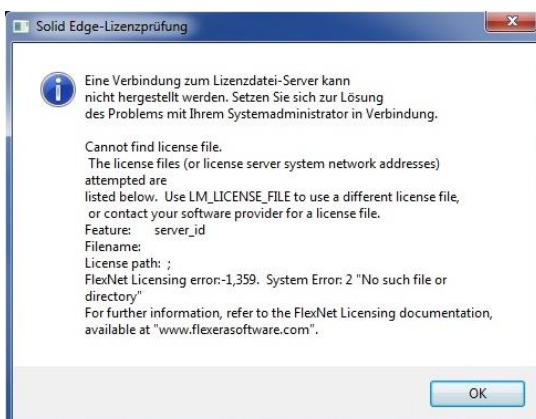 Solid Edge-Lizenzprüfung
Eine Verbindung zum Lizenzdatei-Server kann
nicht hergestellt werden. Setzen Sie sich zur Lösung
des Problems mit Ihrem Systemadministrator in Verbindung.
Cannot find license file.
The license files (or license server system network addresses)
attempted are
listed below.  Use LM_LICENSE_FILE to use a different license file,
or contact your software provider for a license file.
Feature:       server_id
Filename:
License path:  ;
FlexNet Licensing error:-1,359.  System Error: 2 "No such file or
directory"
For further information, refer to the FlexNet Licensing documentation,
available at "www.flexerasoftware.com".
OK